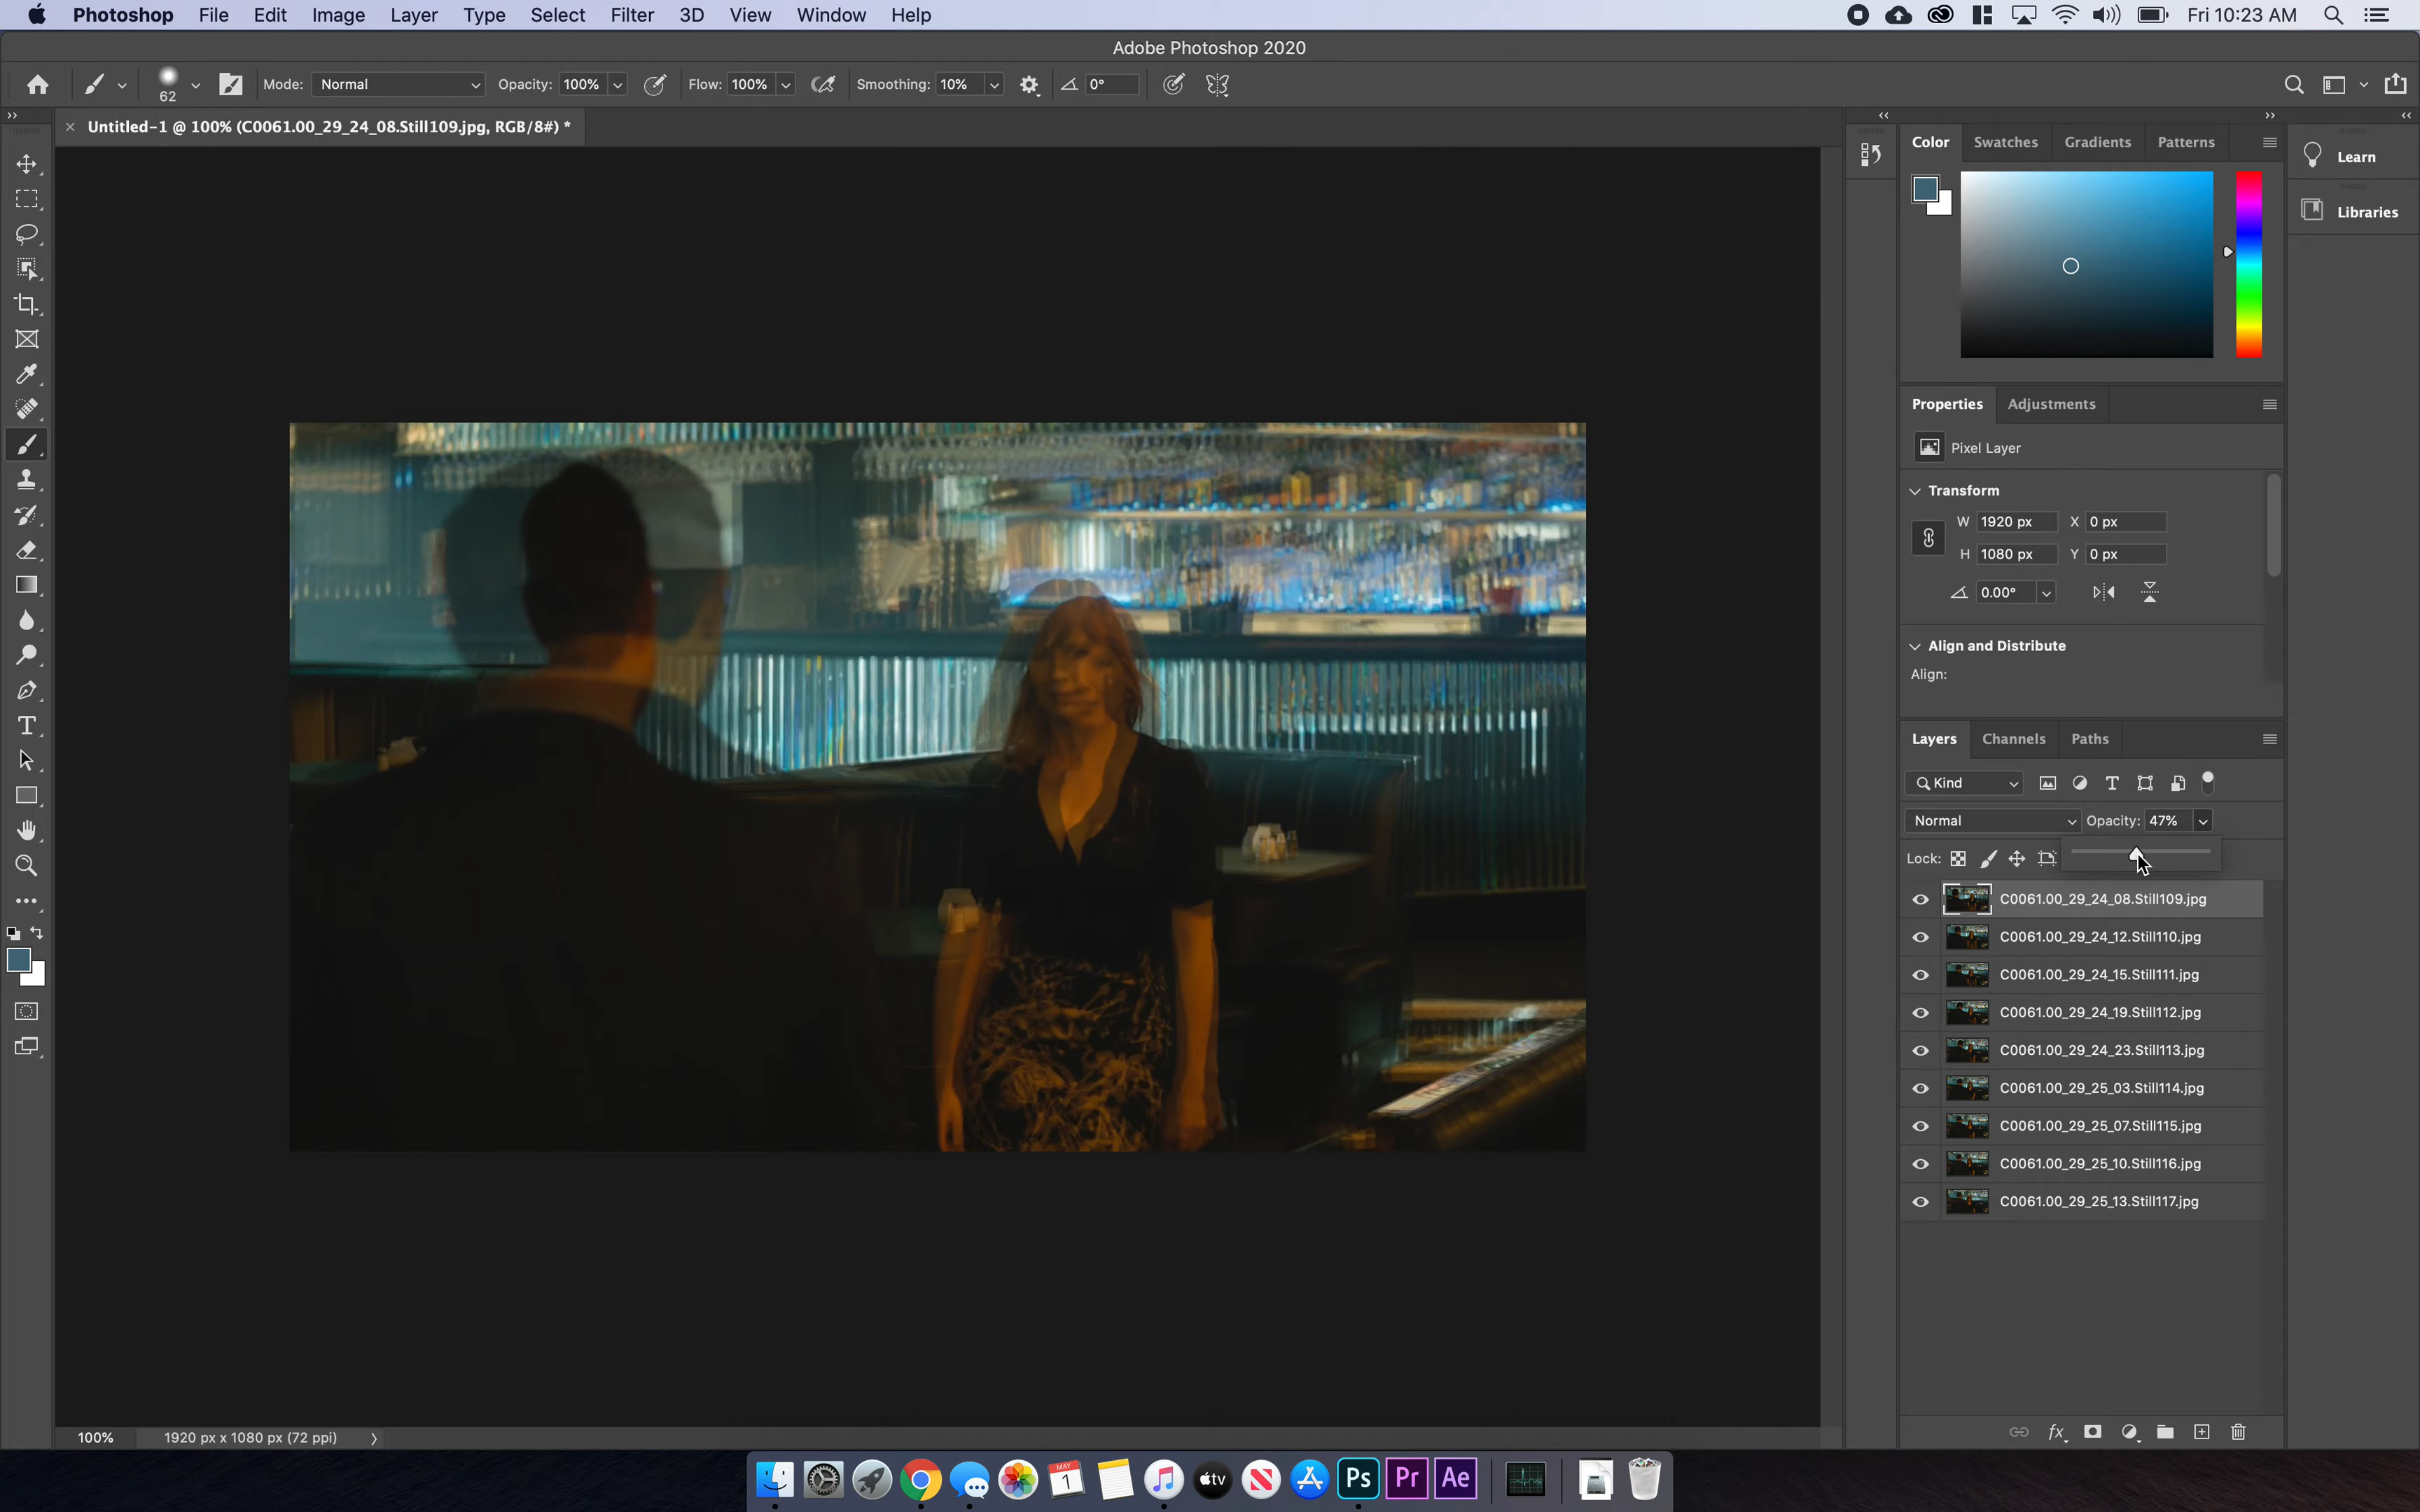 Photoshop File Edit Image Layer Type Select Filter 3D View Window Help Fri 10:23 AM
Adobe Photoshop 2020
62 Mode: Normal Opacity: 100% Flow: 100% Smoothing: 10% 0°
Untitled-1 @ 100% (C0061.00_29_24_08.Still109.jpg, RGB/8#) *
Color Swatches Gradients Patterns
Learn
Libraries
Properties Adjustments
Pixel Layer
Transform
W 1920 px X 0 px
H 1080 px Y 0 px
0.00°
Align and Distribute
Align:
Layers Channels Paths
Kind
Normal Opacity: 47%
Lock:
C0061.00_29_24_08.Still109.jpg
C0061.00_29_24_12.Still110.jpg
C0061.00_29_24_15.Still111.jpg
C0061.00_29_24_19.Still112.jpg
C0061.00_29_24_23.Still113.jpg
C0061.00_29_25_03.Still114.jpg
C0061.00_29_25_07.Still115.jpg
C0061.00_29_25_10.Still116.jpg
C0061.00_29_25_13.Still117.jpg
fx
100% 1920 px x 1080 px (72 ppi)
MAY
1
tv
Ps Pr Ae